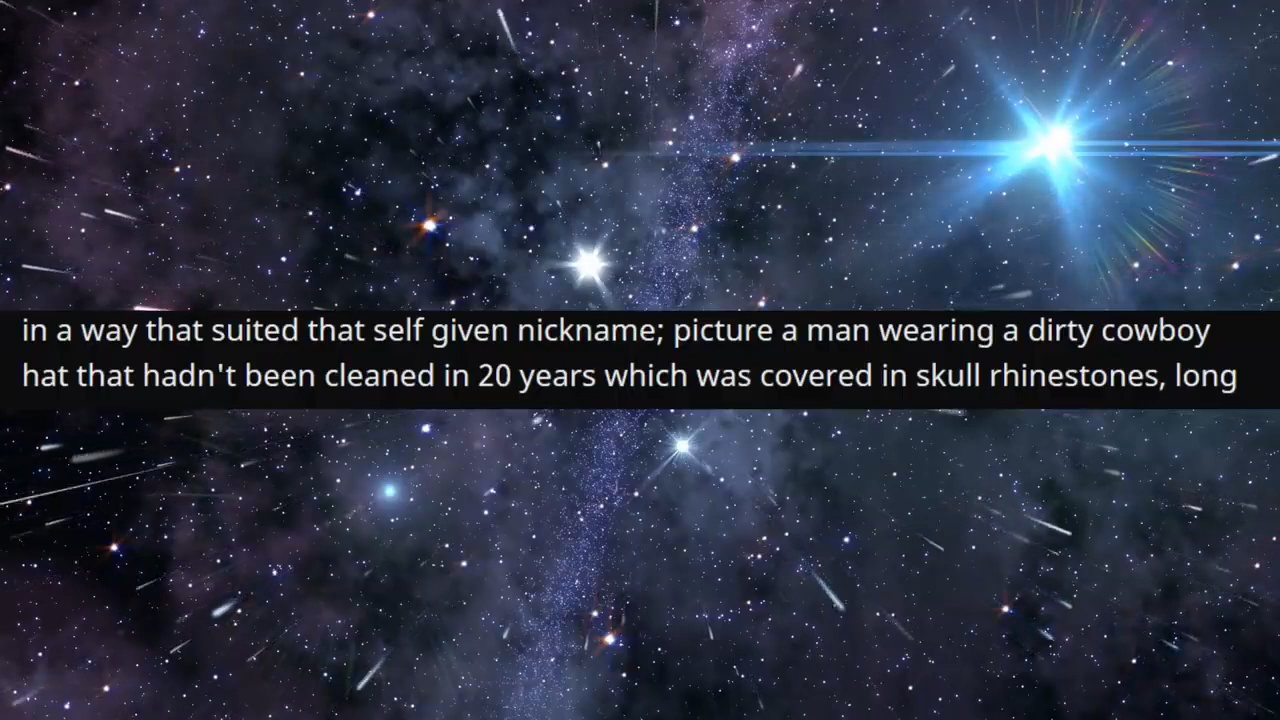 in a way that suited that self given nickname; picture a man wearing a dirty cowboy
hat that hadn't been cleaned in 20 years which was covered in skull rhinestones, long